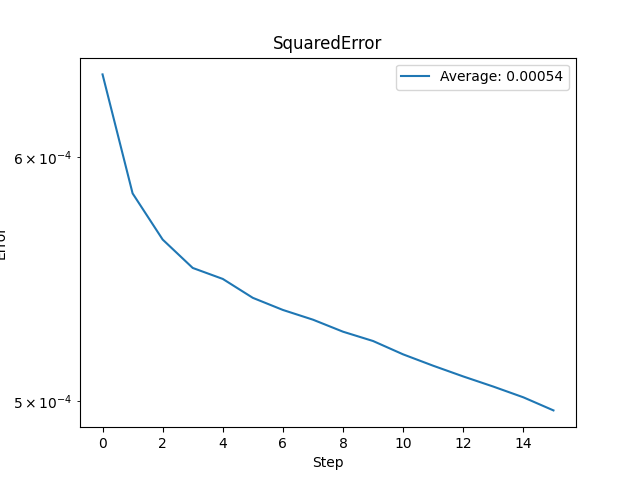 SquaredError
Average: 0.00054
6 × 10⁻⁴
5 × 10⁻⁴
0 2 4 6 8 10 12 14
Step